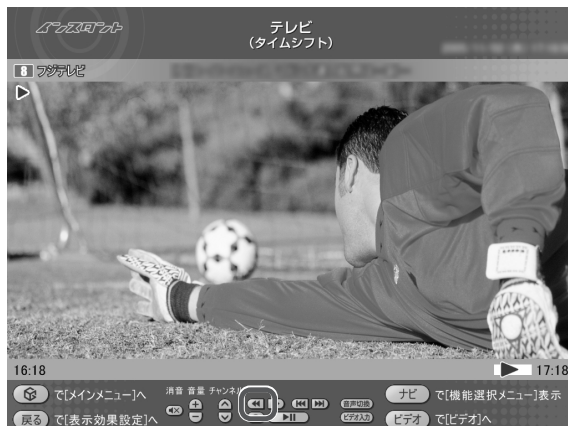 インスタント
テレビ
(タイムシフト)
8 フジテレビ
16:18
17:18
で[メインメニュー]へ
消音 音量 チャンネル
音声切換
ナビ で[機能選択メニュー]表示
戻る で[表示効果設定]へ
ビデオ入力
ビデオ で[ビデオ]へ